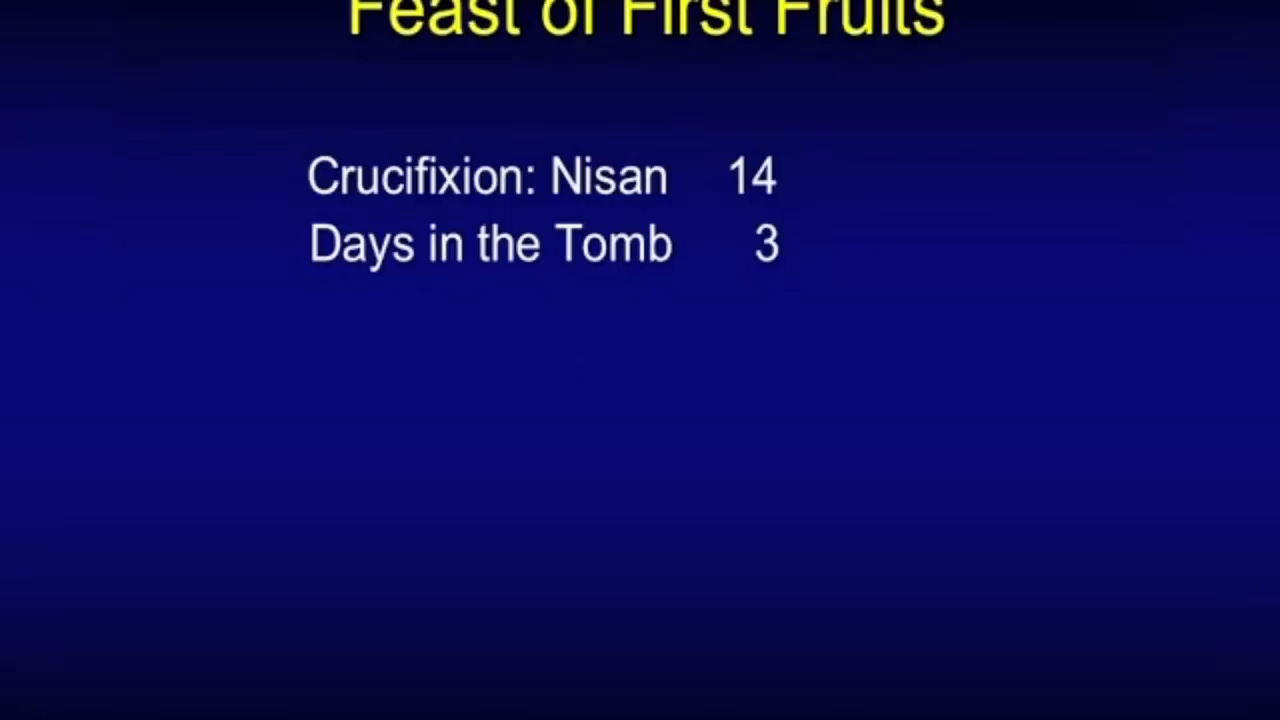 Feast of First Fruits
Crucifixion: Nisan 14
Days in the Tomb 3